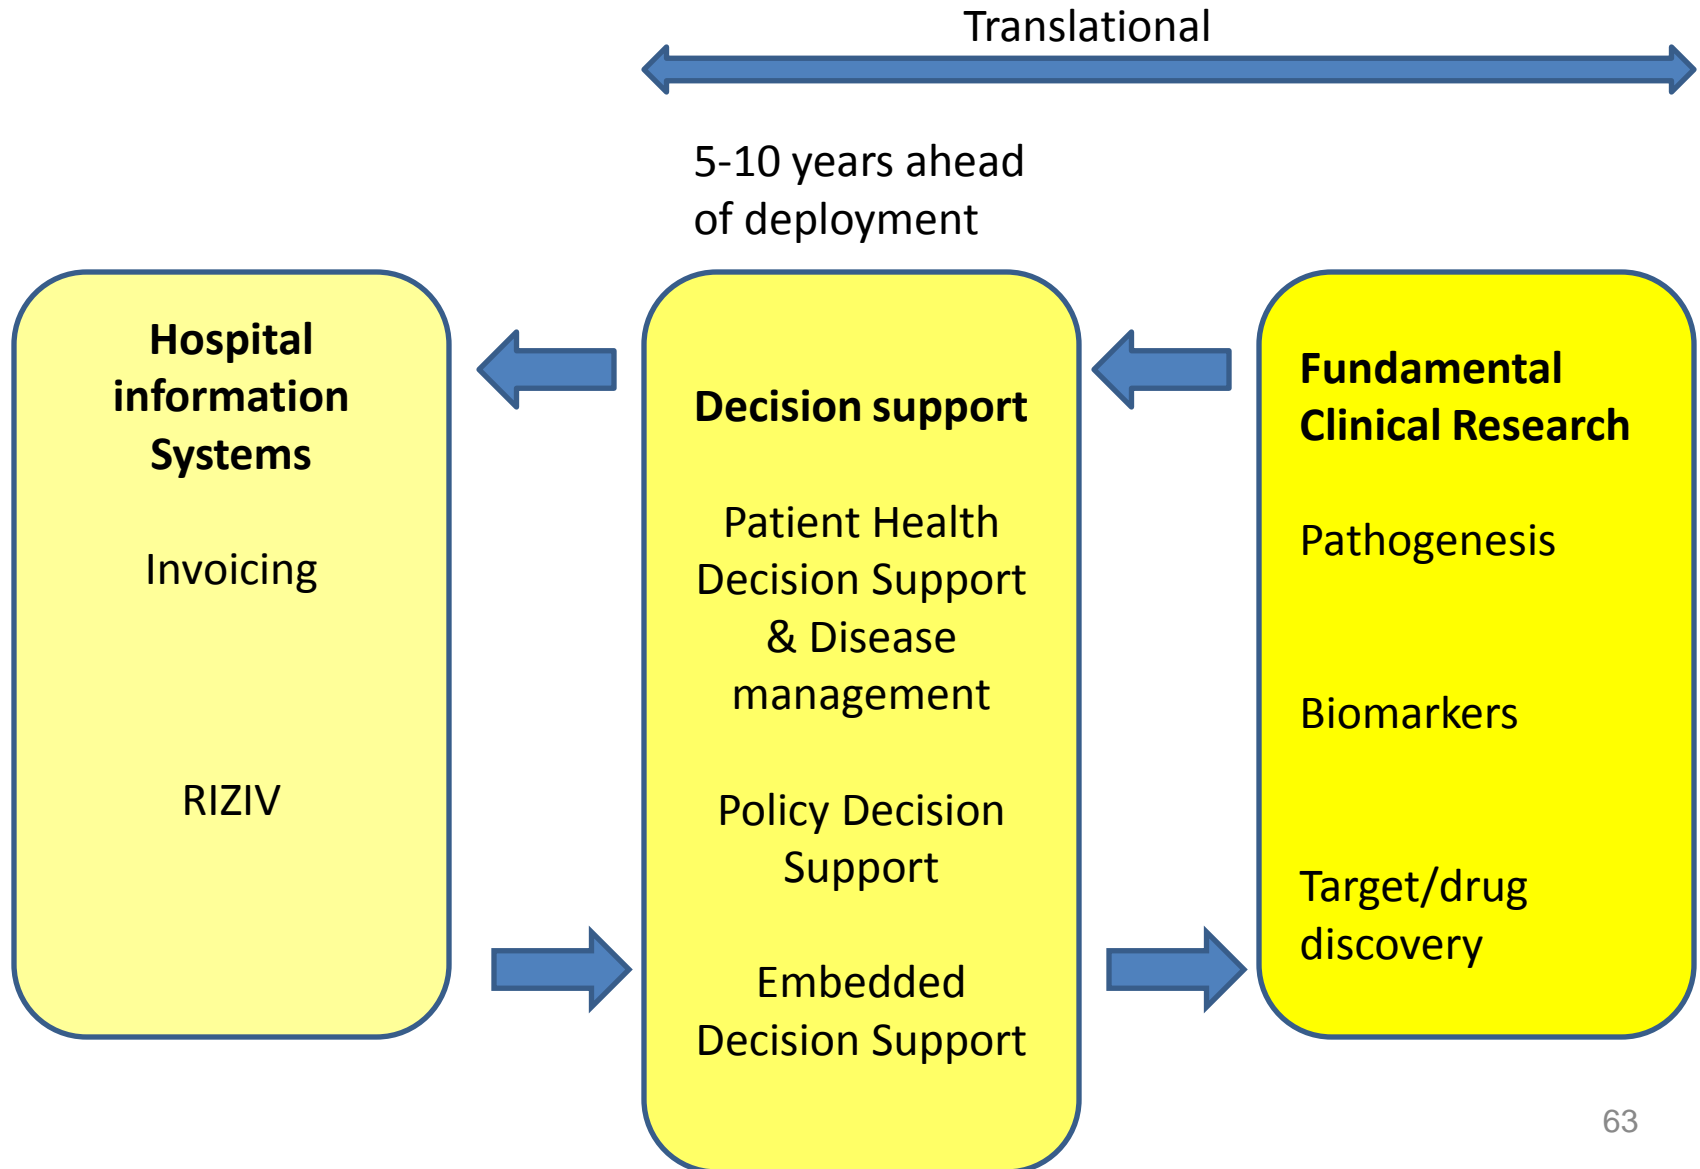 Translational
5-10 years ahead
of deployment
Hospital
information
Systems
Invoicing
RIZIV
Decision support
Patient Health
Decision Support
& Disease
management
Policy Decision
Support
Embedded
Decision Support
Fundamental
Clinical Research
Pathogenesis
Biomarkers
Target/drug
discovery
63